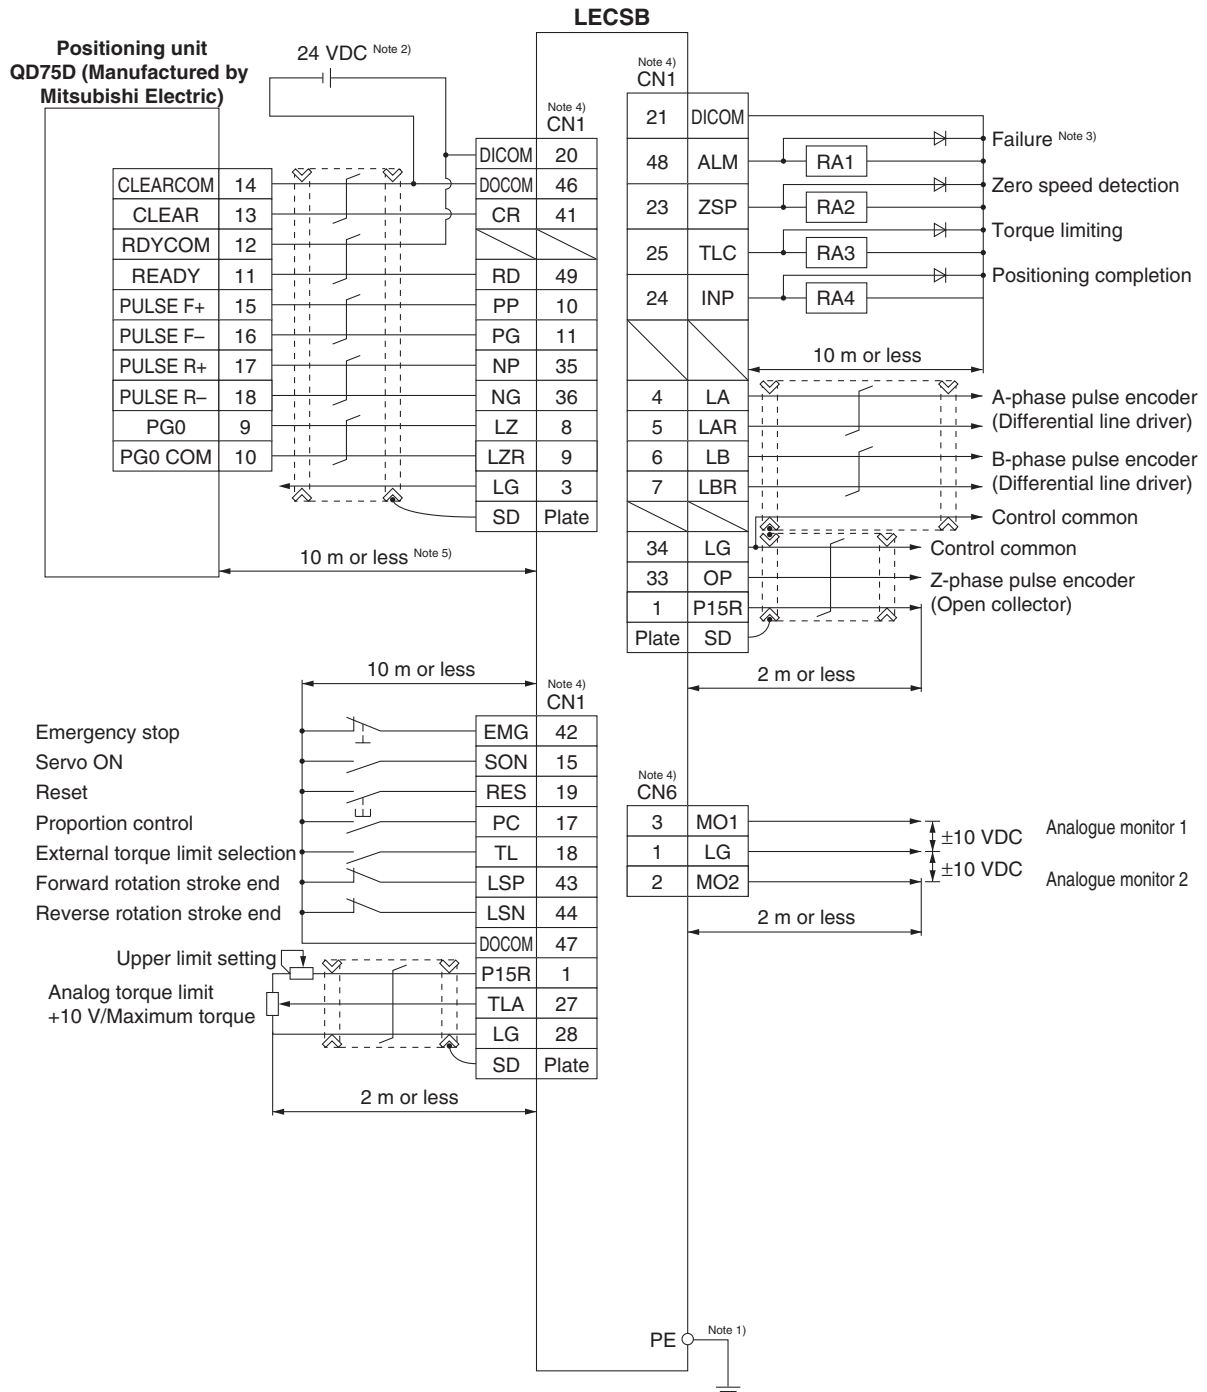 LECSB
Positioning unit
QD75D (Manufactured by
Mitsubishi Electric)
24 VDC Note 2)
Note 4)
CN1
DICOM 20
CLEARCOM 14 DOCOM 46
CLEAR 13 CR 41
RDYCOM 12
READY 11 RD 49
PULSE F+ 15 PP 10
PULSE F– 16 PG 11
PULSE R+ 17 NP 35
PULSE R– 18 NG 36
PG0 9 LZ 8
PG0 COM 10 LZR 9
LG 3
SD Plate
10 m or less Note 5)
Note 4)
CN1
21 DICOM
48 ALM RA1 Failure Note 3)
23 ZSP RA2 Zero speed detection
25 TLC RA3 Torque limiting
24 INP RA4 Positioning completion
10 m or less
4 LA A-phase pulse encoder
5 LAR (Differential line driver)
6 LB B-phase pulse encoder
7 LBR (Differential line driver)
Control common
34 LG Control common
33 OP Z-phase pulse encoder
1 P15R (Open collector)
Plate SD
2 m or less
10 m or less
Note 4)
CN1
Emergency stop EMG 42
Servo ON SON 15
Reset RES 19
Proportion control PC 17
External torque limit selection TL 18
Forward rotation stroke end LSP 43
Reverse rotation stroke end LSN 44
DOCOM 47
Upper limit setting P15R 1
Analog torque limit
+10 V/Maximum torque
TLA 27
LG 28
SD Plate
2 m or less
Note 4)
CN6
3 MO1 Analogue monitor 1
±10 VDC
1 LG
±10 VDC
2 MO2 Analogue monitor 2
2 m or less
PE Note 1)